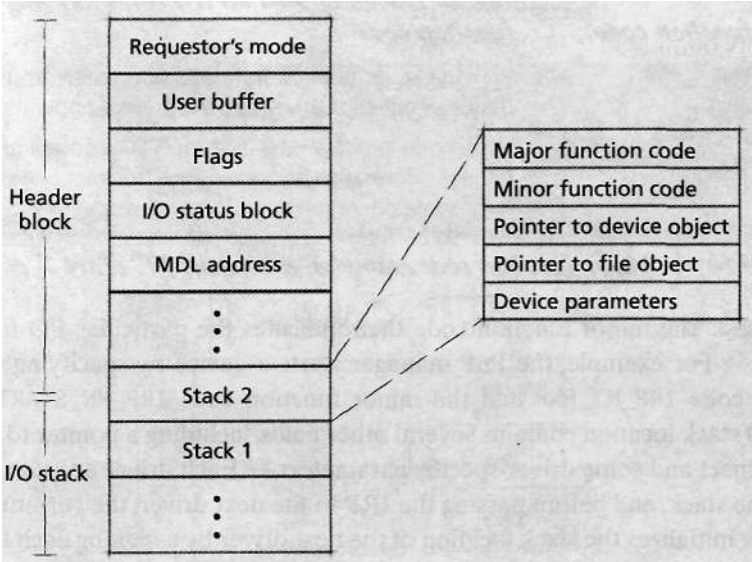 Requestor's mode
User buffer
Flags
Header
block
I/O status block
MDL address
Stack 2
Stack 1
I/O stack
Major function code
Minor function code
Pointer to device object
Pointer to file object
Device parameters